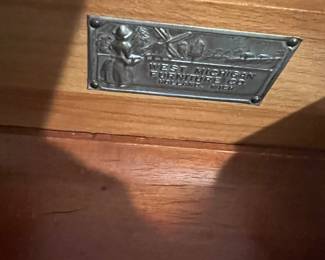 WEST MICHIGAN
FURNITURE CO.
HOLLAND, MICH.